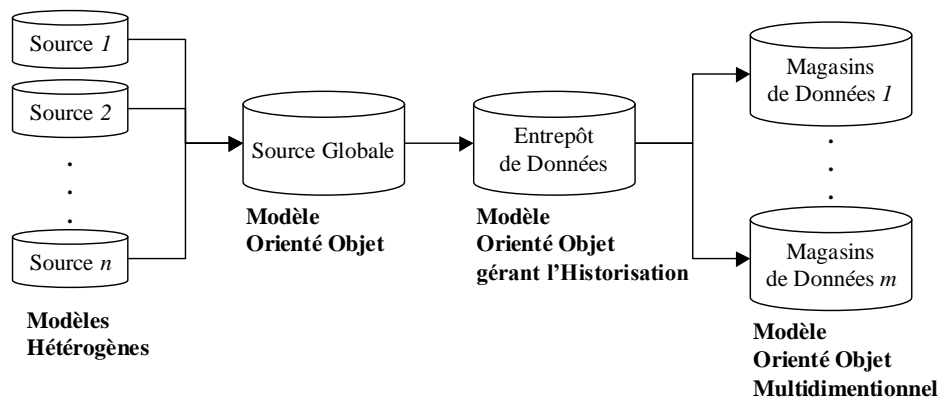 Source 1
Source 2
.
.
.
Source n
Modèles
Hétérogènes
Source Globale
Modèle
Orienté Objet
Entrepôt
de Données
Modèle
Orienté Objet
gérant l'Historisation
Magasins
de Données 1
.
.
.
Magasins
de Données m
Modèle
Orienté Objet
Multidimentionnel